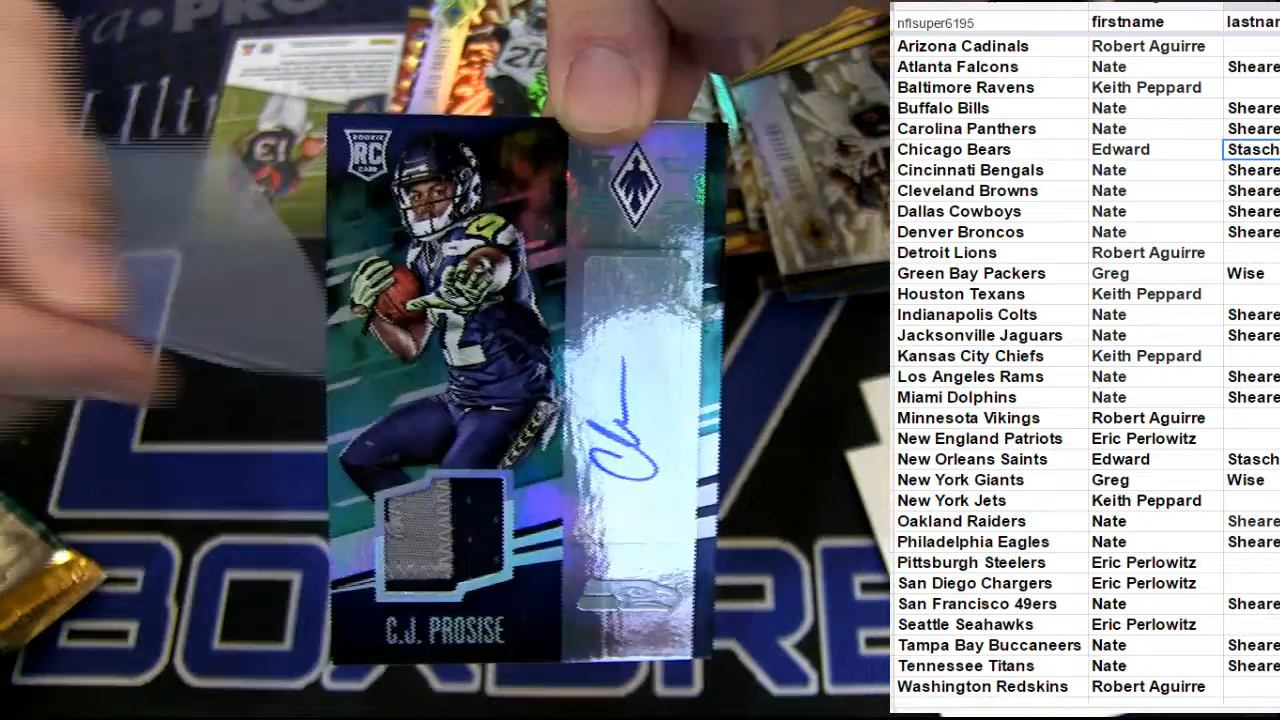 nflsuper6195 firstname lastnar
Arizona Cadinals Robert Aguirre
Atlanta Falcons Nate Sheare
Baltimore Ravens Keith Peppard
Buffalo Bills Nate Sheare
Carolina Panthers Nate Sheare
Chicago Bears Edward Stasch
Cincinnati Bengals Nate Sheare
Cleveland Browns Nate Sheare
Dallas Cowboys Nate Sheare
Denver Broncos Nate Sheare
Detroit Lions Robert Aguirre
Green Bay Packers Greg Wise
Houston Texans Keith Peppard
Indianapolis Colts Nate Sheare
Jacksonville Jaguars Nate Sheare
Kansas City Chiefs Keith Peppard
Los Angeles Rams Nate Sheare
Miami Dolphins Nate Sheare
Minnesota Vikings Robert Aguirre
New England Patriots Eric Perlowitz
New Orleans Saints Edward Stasch
New York Giants Greg Wise
New York Jets Keith Peppard
Oakland Raiders Nate Sheare
Philadelphia Eagles Nate Sheare
Pittsburgh Steelers Eric Perlowitz
San Diego Chargers Eric Perlowitz
San Francisco 49ers Nate Sheare
Seattle Seahawks Eric Perlowitz
Tampa Bay Buccaneers Nate Sheare
Tennessee Titans Nate Sheare
Washington Redskins Robert Aguirre
PRO
20
13
ROOKIE
RC
CARD
C.J. PROSISE
BOXBRE